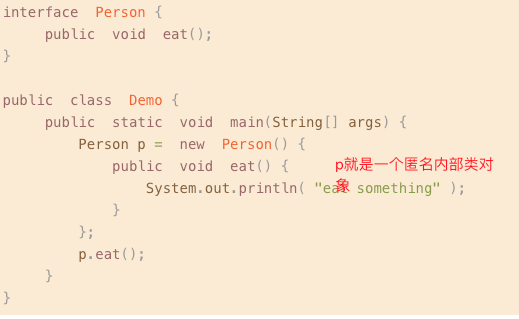 interface Person {
public void eat();
}
public class Demo {
public static void main(String[] args) {
Person p = new Person() {
public void eat() {
p就是一个匿名内部类对
象
System.out.println( "eat something" );
}
};
p.eat();
}
}